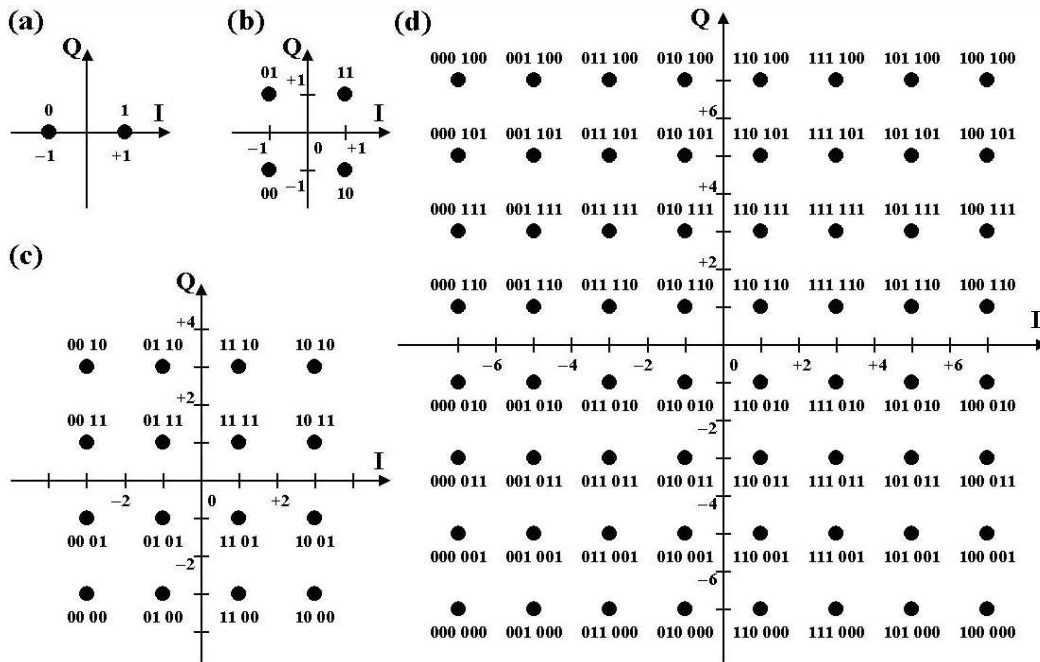 (a)
Q
0 1 I
−1 +1
(b)
Q
01 +1 11
I
−1 0 +1
00 −1 10
(c)
Q
+4
00 10 01 10 11 10 10 10
+2
00 11 01 11 11 11 10 11
I
−2 0 +2
00 01 01 01 11 01 10 01
−2
00 00 01 00 11 00 10 00
(d)
Q
000 100 001 100 011 100 010 100 110 100 111 100 101 100 100 100
+6
000 101 001 101 011 101 010 101 110 101 111 101 101 101 100 101
+4
000 111 001 111 011 111 010 111 110 111 111 111 101 111 100 111
+2
000 110 001 110 011 110 010 110 110 110 111 110 101 110 100 110
I
−6 −4 −2 0 +2 +4 +6
000 010 001 010 011 010 010 010 110 010 111 010 101 010 100 010
−2
000 011 001 011 011 011 010 011 110 011 111 011 101 011 100 011
−4
000 001 001 001 011 001 010 001 110 001 111 001 101 001 100 001
−6
000 000 001 000 011 000 010 000 110 000 111 000 101 000 100 000